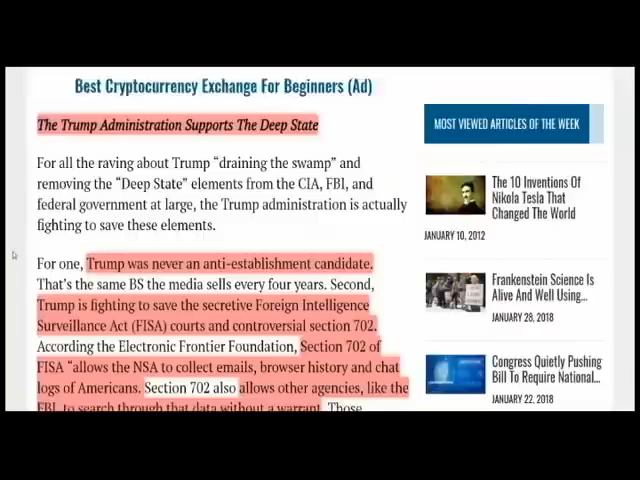 Best Cryptocurrency Exchange For Beginners (Ad)
The Trump Administration Supports The Deep State
For all the raving about Trump “draining the swamp” and
removing the “Deep State” elements from the CIA, FBI, and
federal government at large, the Trump administration is actually
fighting to save these elements.
For one, Trump was never an anti-establishment candidate.
That’s the same BS the media sells every four years. Second,
Trump is fighting to save the secretive Foreign Intelligence
Surveillance Act (FISA) courts and controversial section 702.
According the Electronic Frontier Foundation, Section 702 of
FISA “allows the NSA to collect emails, browser history and chat
logs of Americans. Section 702 also allows other agencies, like the
FBI, to search through that data without a warrant. Those
MOST VIEWED ARTICLES OF THE WEEK
The 10 Inventions Of
Nikola Tesla That
Changed The World
JANUARY 10, 2012
Frankenstein Science Is
Alive And Well Using...
JANUARY 28, 2018
Congress Quietly Pushing
Bill To Require National...
JANUARY 22, 2018